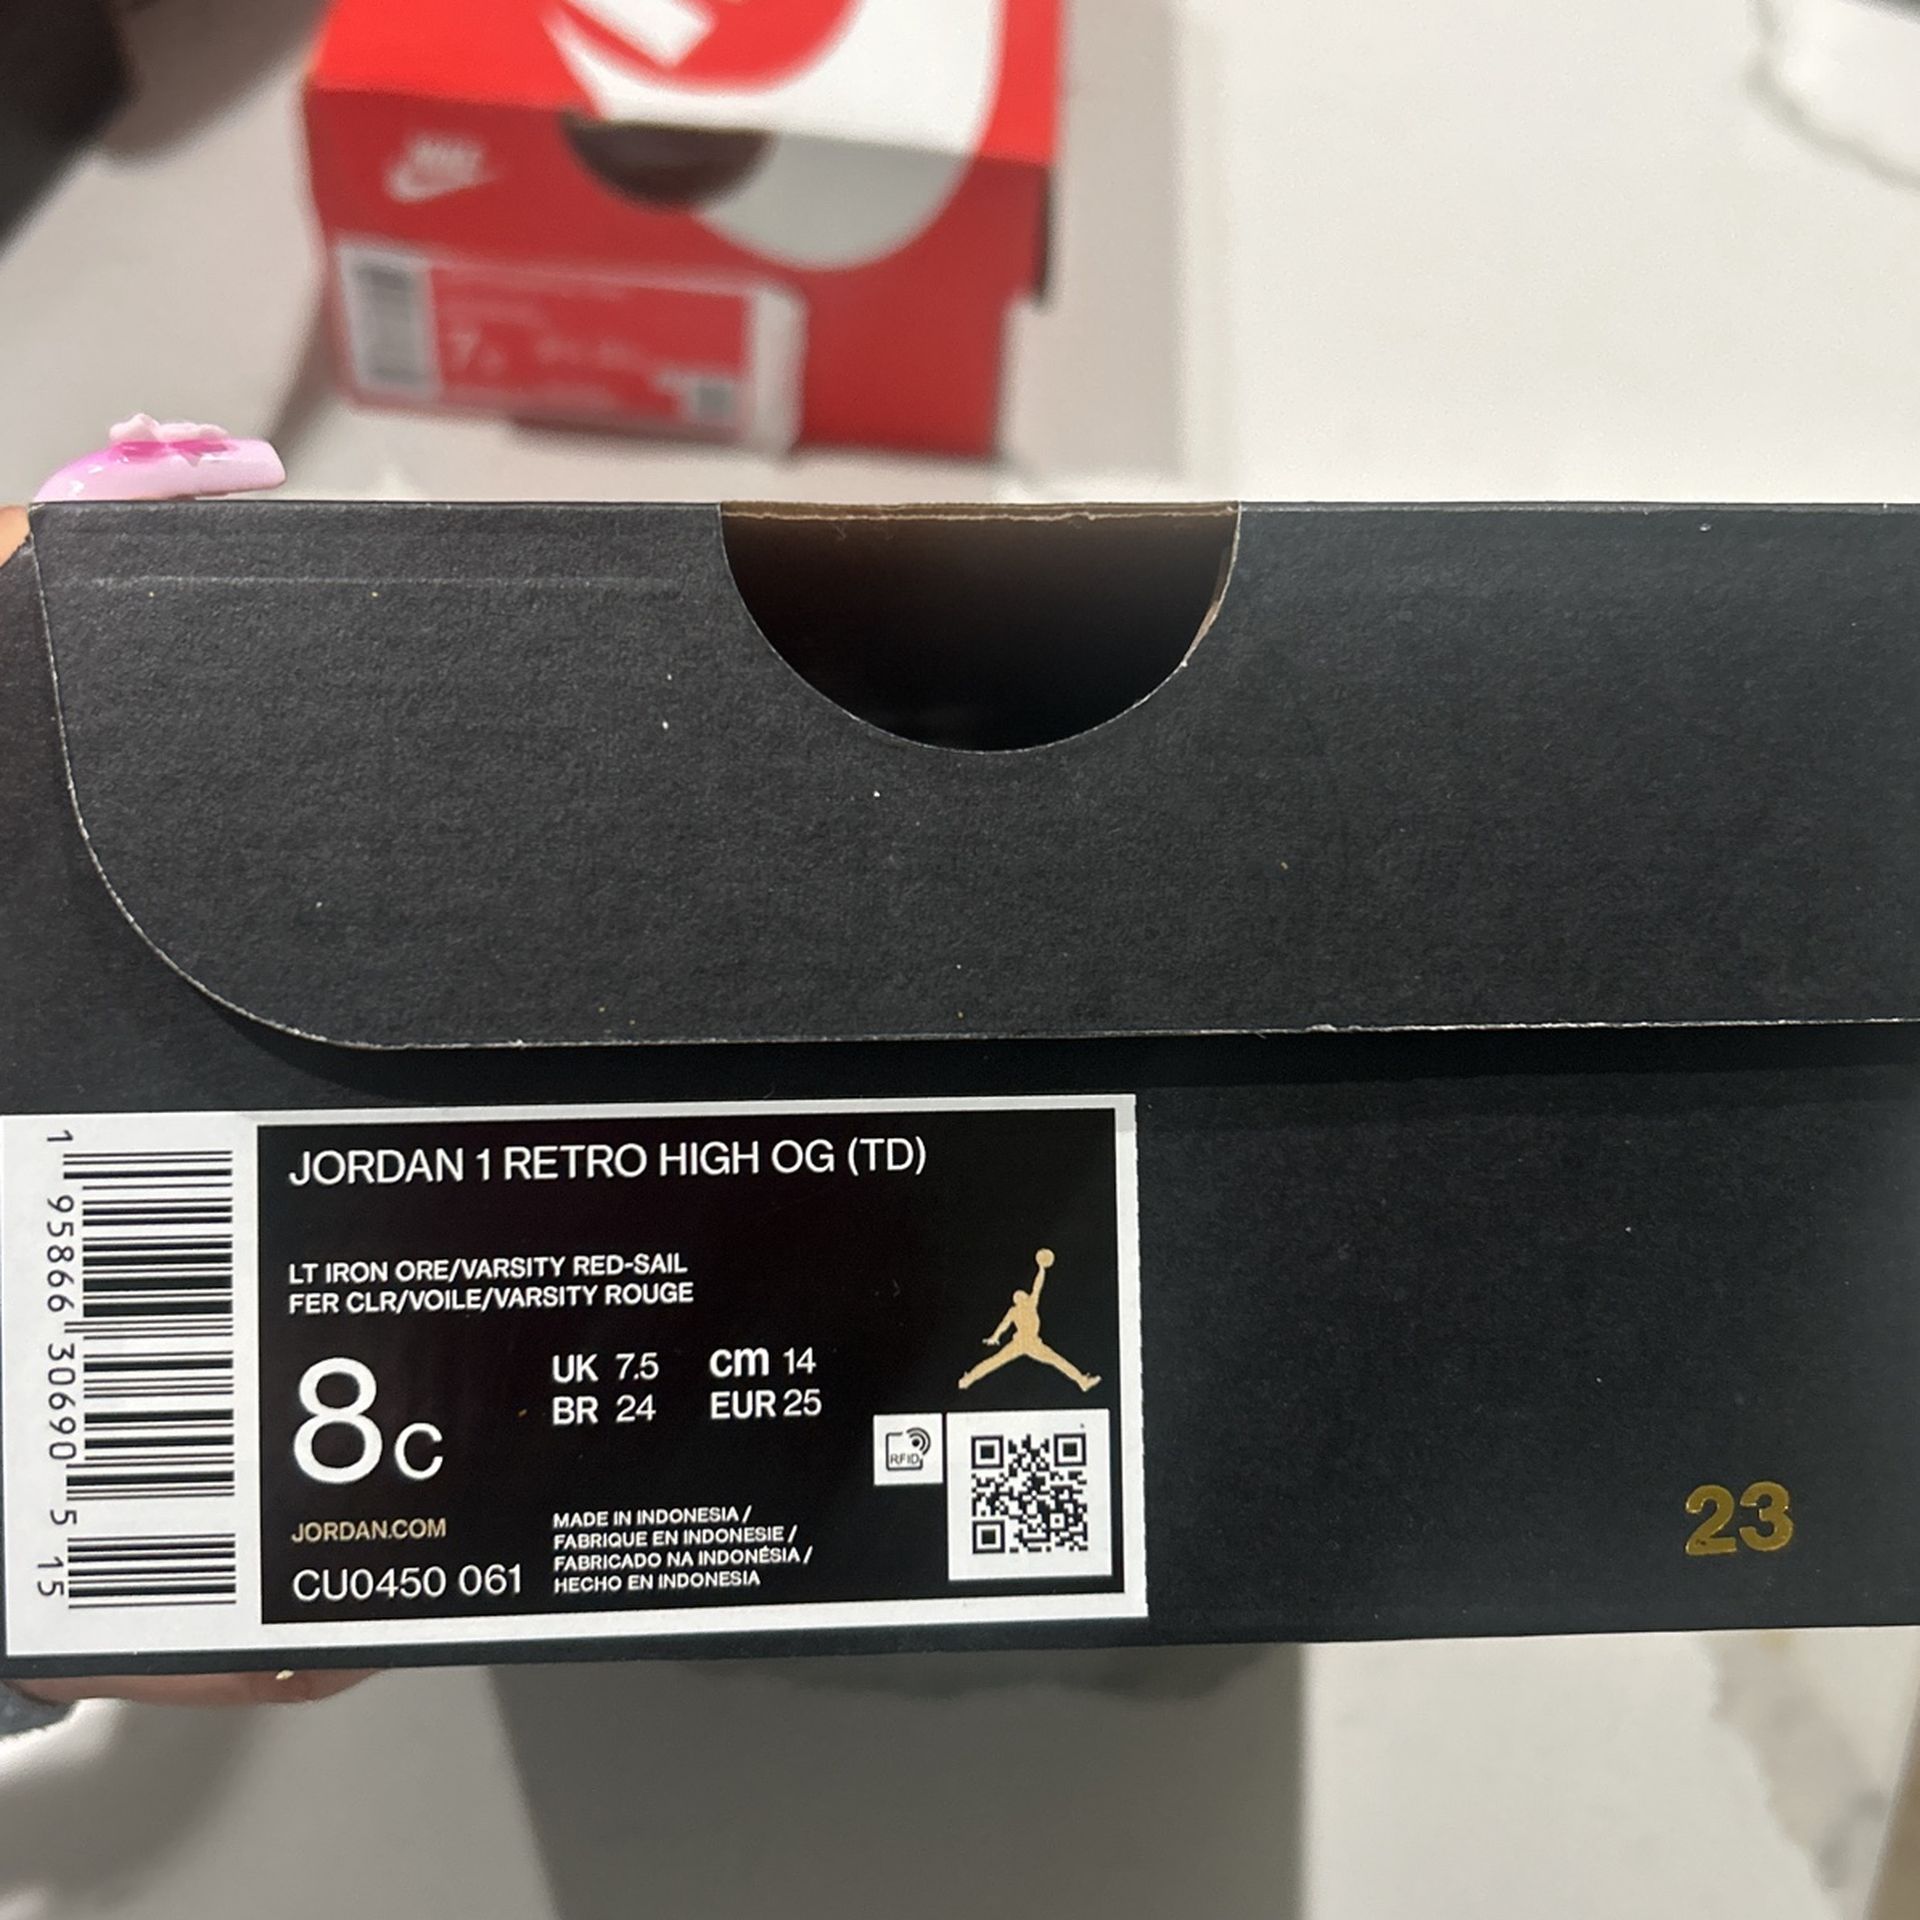 JORDAN 1 RETRO HIGH OG (TD)
LT IRON ORE/VARSITY RED-SAIL
FER CLR/VOILE/VARSITY ROUGE
8C
UK 7.5 cm 14
BR 24 EUR 25
RFID
JORDAN.COM
CU0450 061
MADE IN INDONESIA /
FABRIQUE EN INDONESIE /
FABRICADO NA INDONÉSIA /
HECHO EN INDONESIA
1 95866 30690 5 15
23